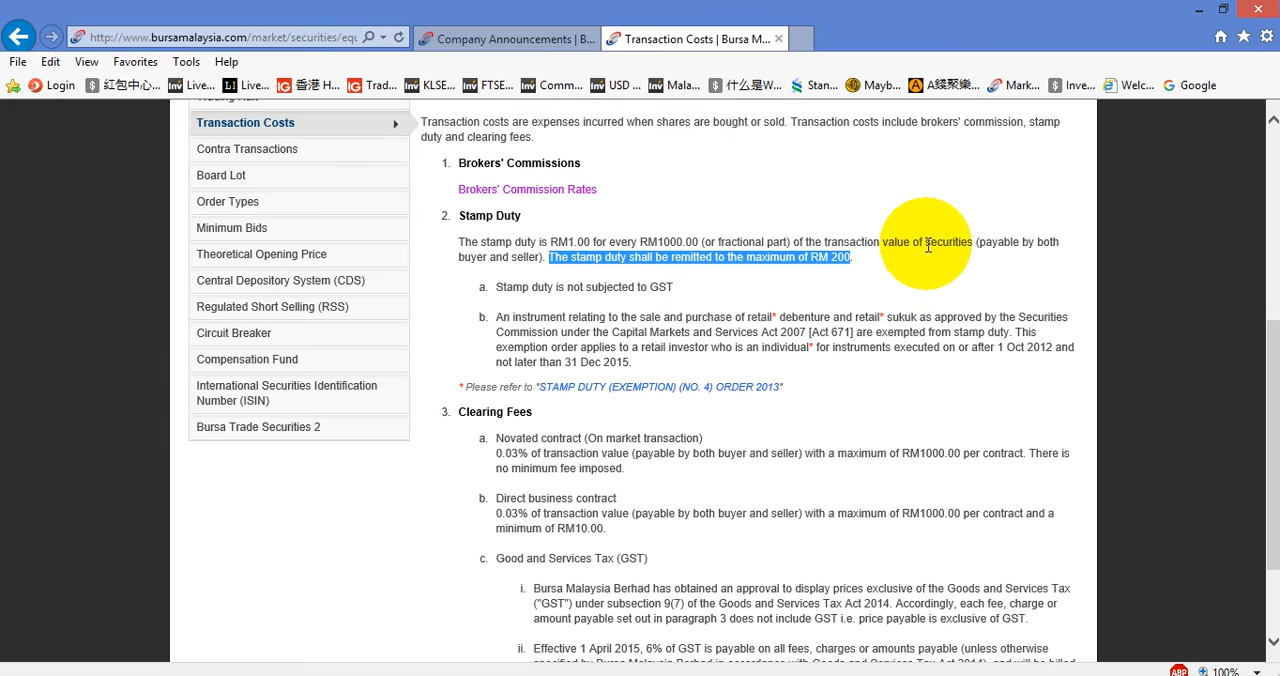 http://www.bursamalaysia.com/market/securities/equ
Company Announcements | B...
Transaction Costs | Bursa M...
File Edit View Favorites Tools Help
Login 红包中心... Live... Live... 香港 H... Trad... KLSE... FTSE... Comm... USD ... Mala... 什么是W... Stan... Mayb... A錢聚樂... Mark... Inve... Welc... Google
Transaction Costs
Contra Transactions
Board Lot
Order Types
Minimum Bids
Theoretical Opening Price
Central Depository System (CDS)
Regulated Short Selling (RSS)
Circuit Breaker
Compensation Fund
International Securities Identification
Number (ISIN)
Bursa Trade Securities 2
Transaction costs are expenses incurred when shares are bought or sold. Transaction costs include brokers' commission, stamp
duty and clearing fees.
1. Brokers' Commissions
Brokers' Commission Rates
2. Stamp Duty
The stamp duty is RM1.00 for every RM1000.00 (or fractional part) of the transaction value of securities (payable by both
buyer and seller). The stamp duty shall be remitted to the maximum of RM 200.
a. Stamp duty is not subjected to GST
b. An instrument relating to the sale and purchase of retail* debenture and retail* sukuk as approved by the Securities
Commission under the Capital Markets and Services Act 2007 [Act 671] are exempted from stamp duty. This
exemption order applies to a retail investor who is an individual* for instruments executed on or after 1 Oct 2012 and
not later than 31 Dec 2015.
* Please refer to "STAMP DUTY (EXEMPTION) (NO. 4) ORDER 2013"
3. Clearing Fees
a. Novated contract (On market transaction)
0.03% of transaction value (payable by both buyer and seller) with a maximum of RM1000.00 per contract. There is
no minimum fee imposed.
b. Direct business contract
0.03% of transaction value (payable by both buyer and seller) with a maximum of RM1000.00 per contract and a
minimum of RM10.00.
c. Good and Services Tax (GST)
i. Bursa Malaysia Berhad has obtained an approval to display prices exclusive of the Goods and Services Tax
("GST") under subsection 9(7) of the Goods and Services Tax Act 2014. Accordingly, each fee, charge or
amount payable set out in paragraph 3 does not include GST i.e. price payable is exclusive of GST.
ii. Effective 1 April 2015, 6% of GST is payable on all fees, charges or amounts payable (unless otherwise
ABP 100%